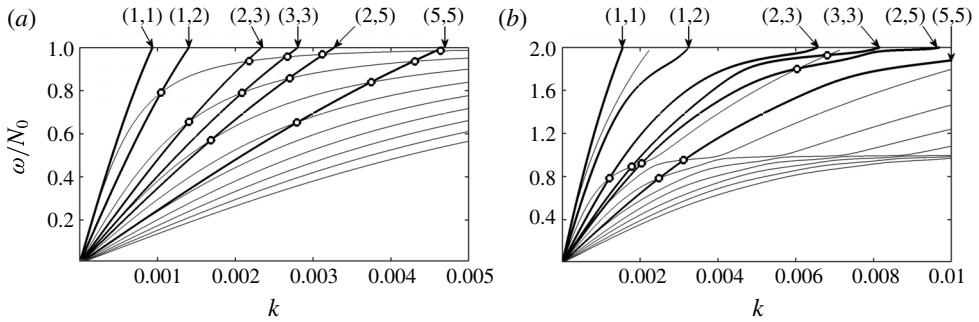 (a) (1,1) (1,2) (2,3) (3,3) (2,5) (5,5)
(b) (1,1) (1,2) (2,3) (3,3) (2,5) (5,5)
ω/N₀
1.0
0.8
0.6
0.4
0.2
0.001 0.002 0.003 0.004 0.005
k
2.0
1.6
1.2
0.8
0.4
0.002 0.004 0.006 0.008 0.01
k